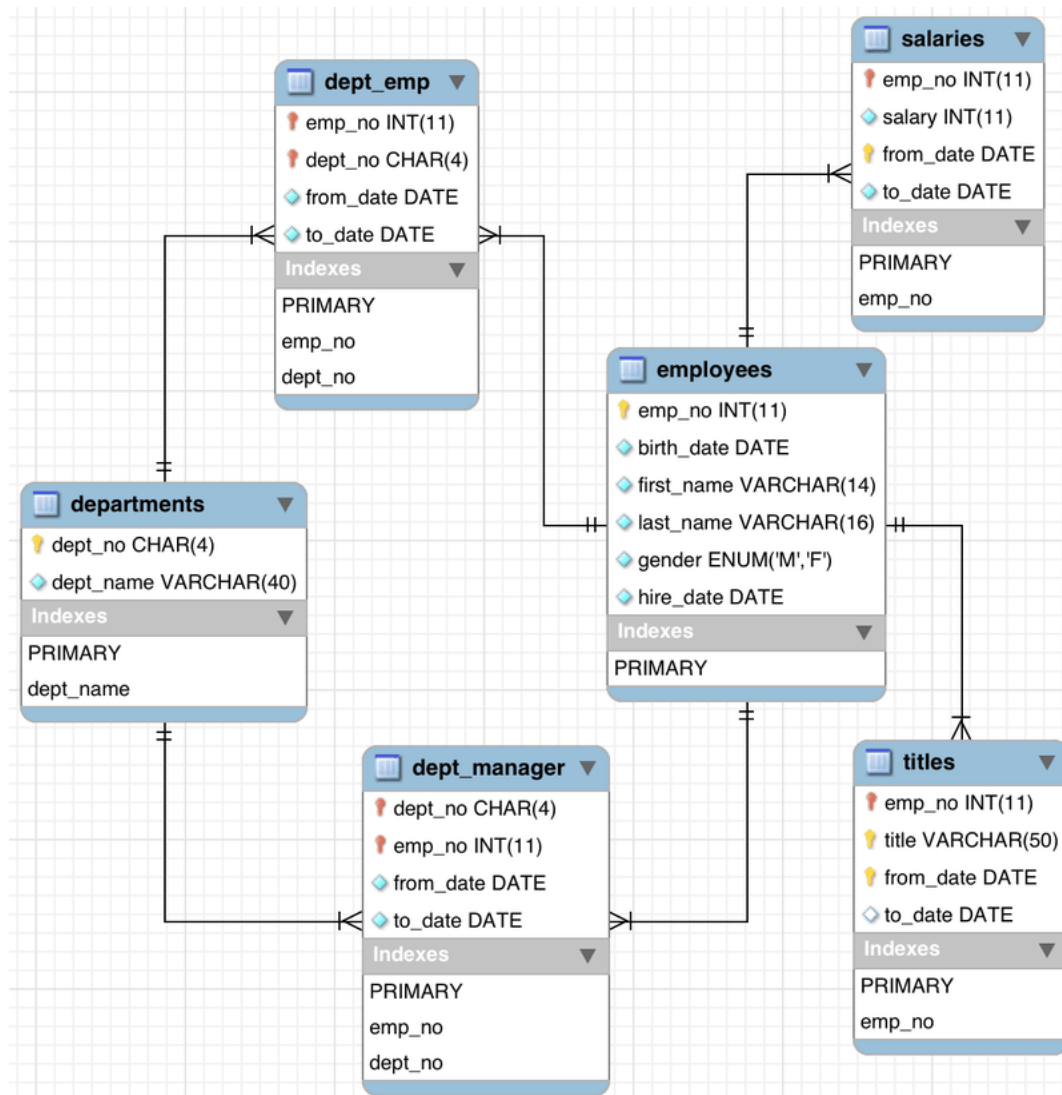 salaries
emp_no INT(11)
salary INT(11)
from_date DATE
to_date DATE
Indexes
PRIMARY
emp_no
dept_emp
emp_no INT(11)
dept_no CHAR(4)
from_date DATE
to_date DATE
Indexes
PRIMARY
emp_no
dept_no
employees
emp_no INT(11)
birth_date DATE
first_name VARCHAR(14)
last_name VARCHAR(16)
gender ENUM('M','F')
hire_date DATE
Indexes
PRIMARY
departments
dept_no CHAR(4)
dept_name VARCHAR(40)
Indexes
PRIMARY
dept_name
dept_manager
dept_no CHAR(4)
emp_no INT(11)
from_date DATE
to_date DATE
Indexes
PRIMARY
emp_no
dept_no
titles
emp_no INT(11)
title VARCHAR(50)
from_date DATE
to_date DATE
Indexes
PRIMARY
emp_no